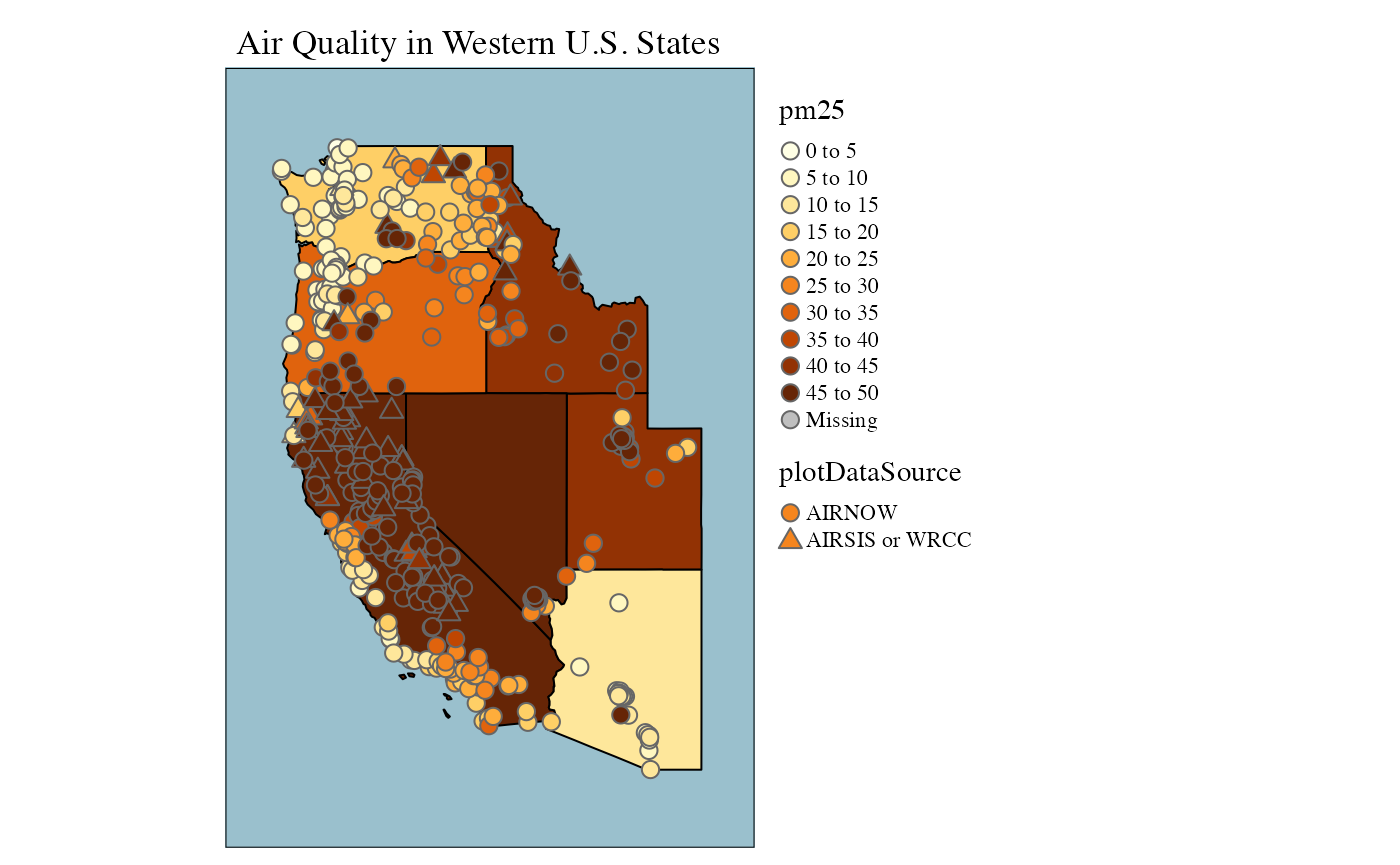 Air Quality in Western U.S. States
pm25
0 to 5
5 to 10
10 to 15
15 to 20
20 to 25
25 to 30
30 to 35
35 to 40
40 to 45
45 to 50
Missing
plotDataSource
AIRNOW
AIRSIS or WRCC